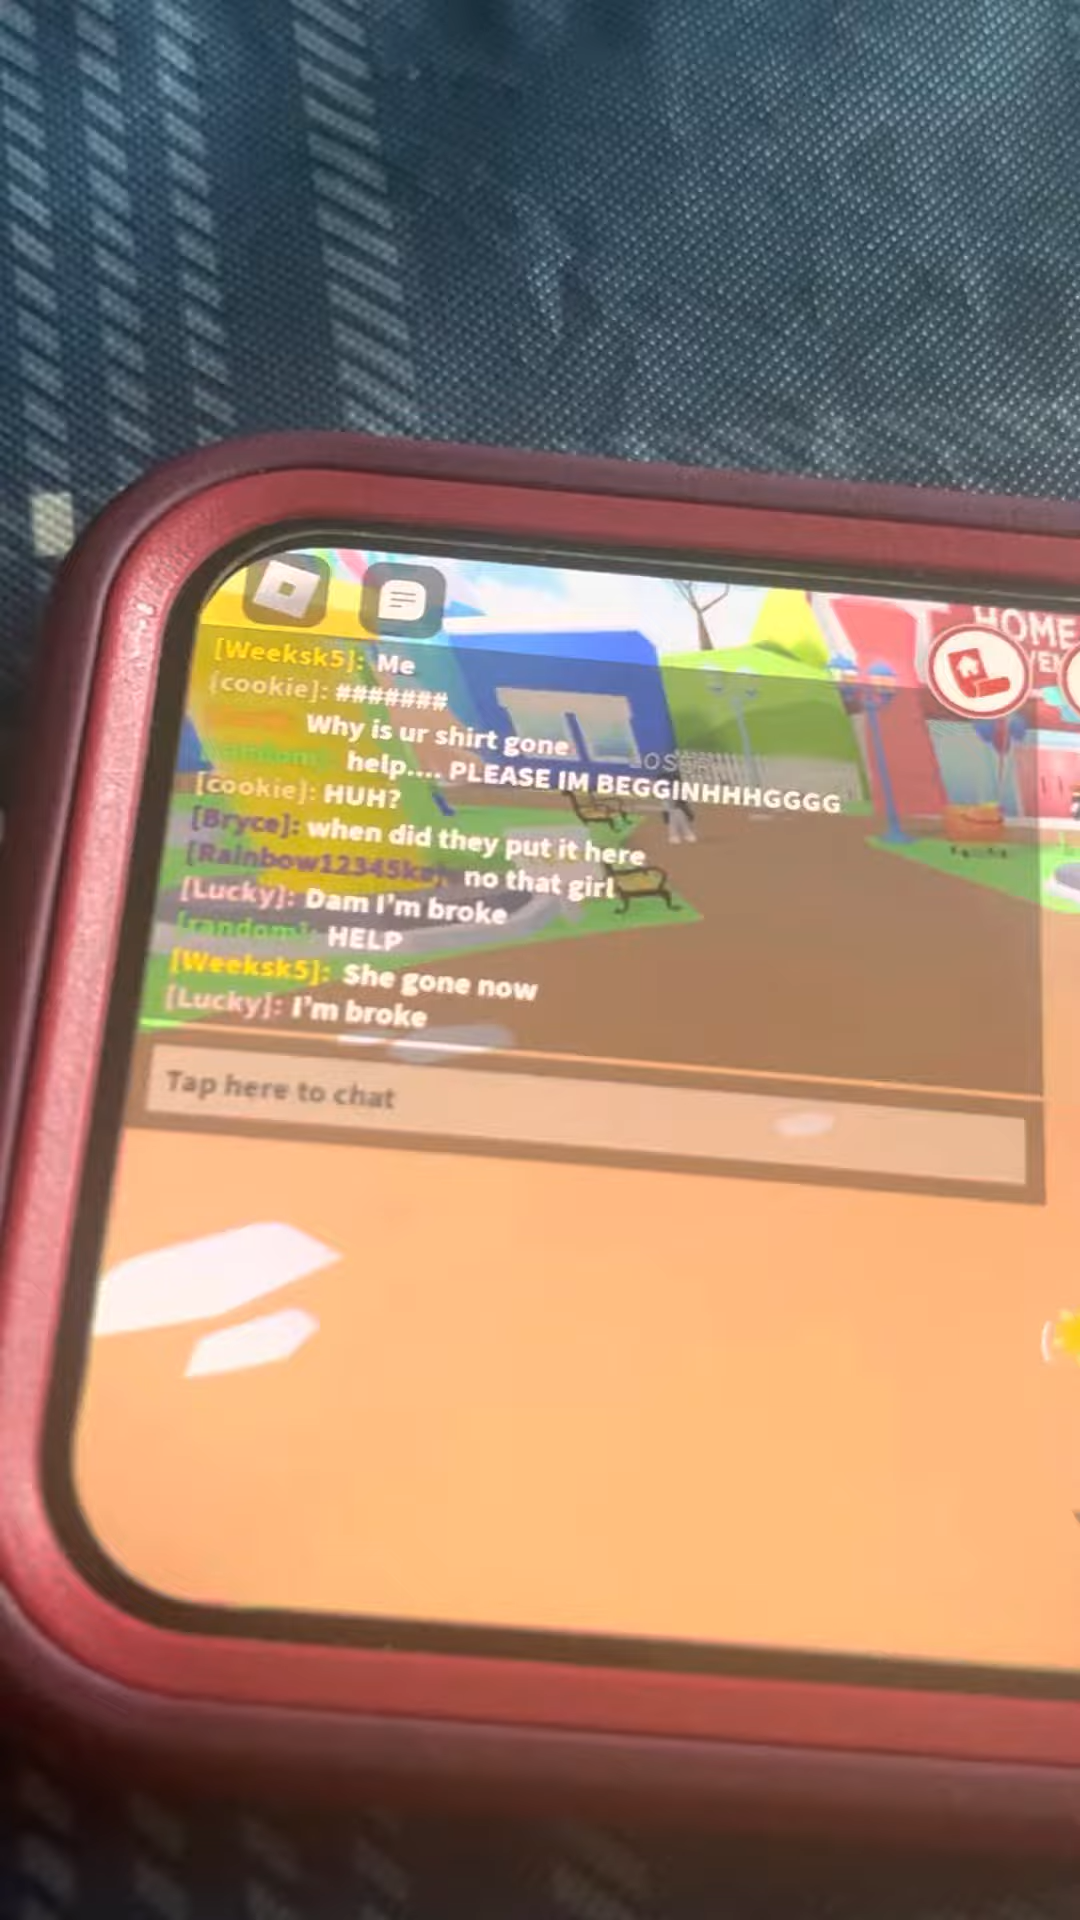 HOME
[Weeksk5]: Me
[cookie]: #######
Why is ur shirt gone
[random]: help.... PLEASE IM BEGGINHHHGGGG
[cookie]: HUH?
[Bryce]: when did they put it here
no that girl
[Lucky]: Dam I'm broke
[random]: HELP
[Weeksk5]: She gone now
[Lucky]: I'm broke
Tap here to chat